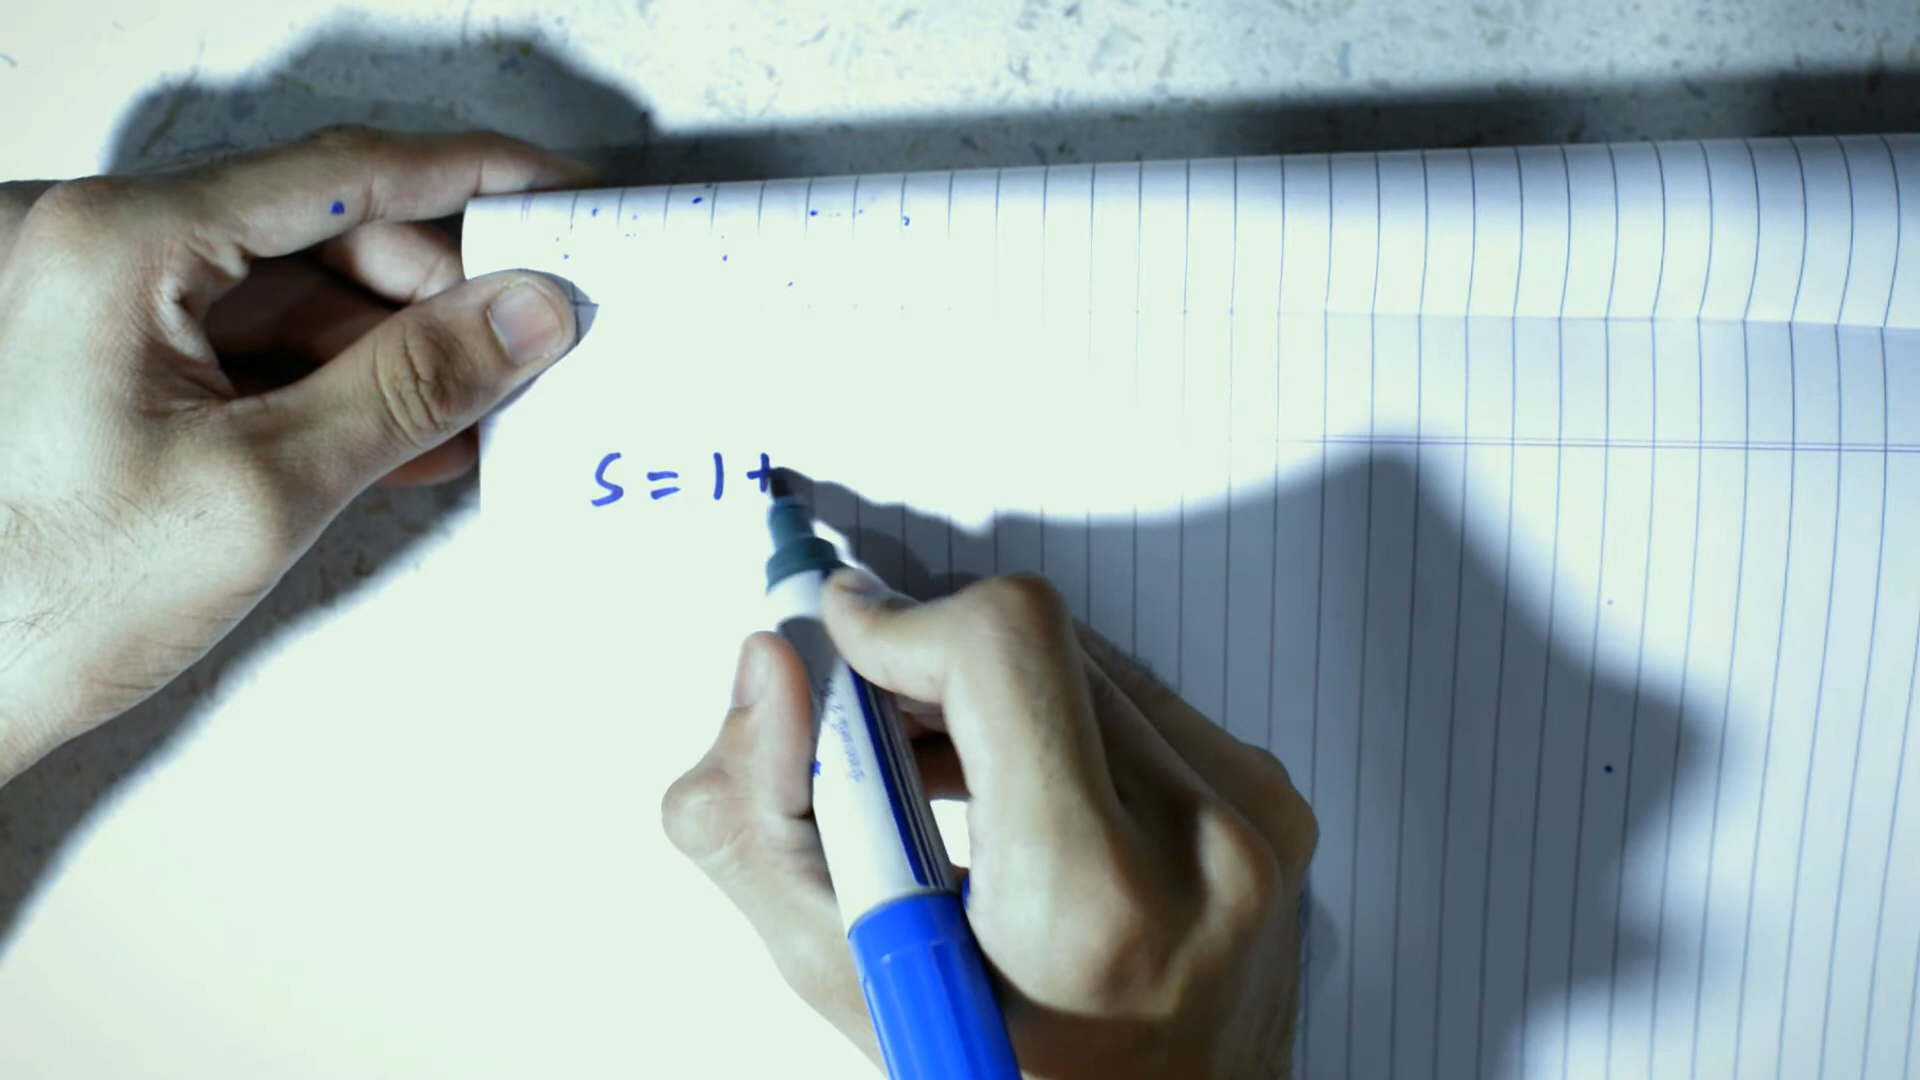 S = 1 +